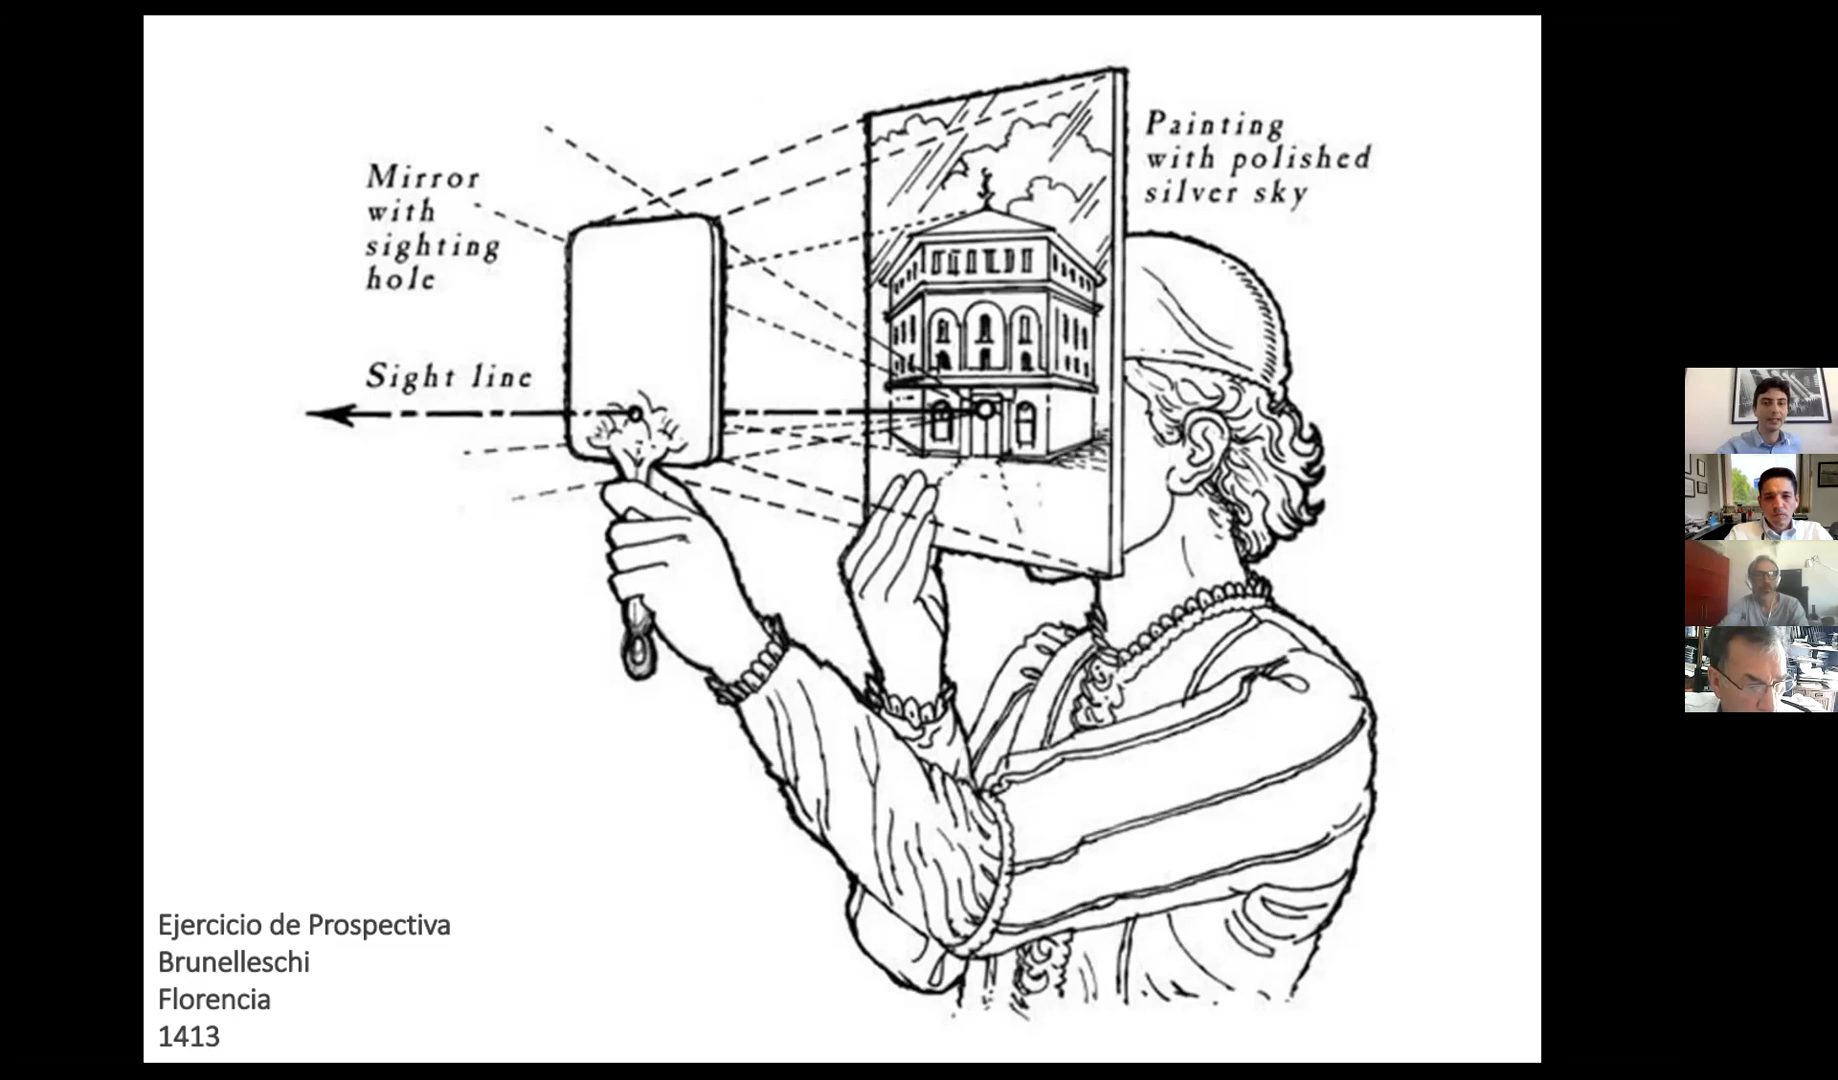 Mirror
with
sighting
hole
Sight line
Painting
with polished
silver sky
Ejercicio de Prospectiva
Brunelleschi
Florencia
1413